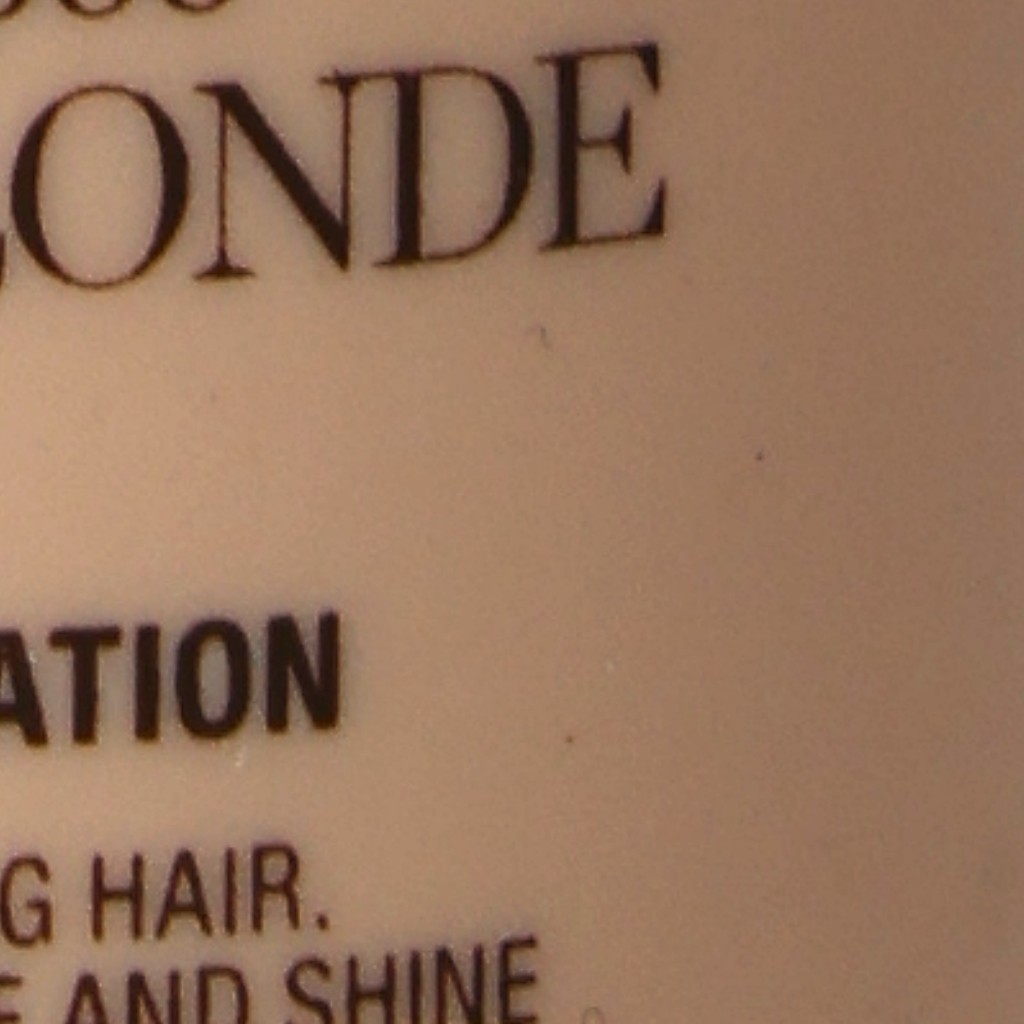 LONDE
ATION
G HAIR.
E AND SHINE